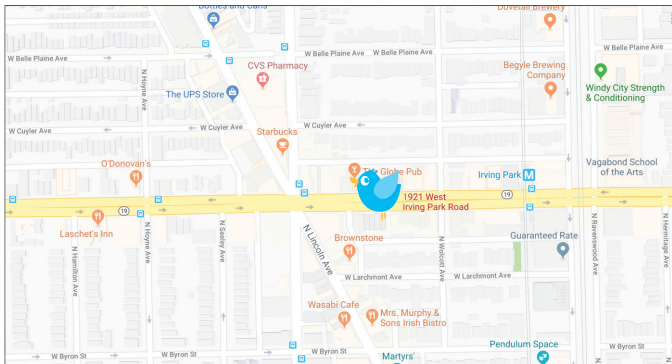 Bottles and Cans
Dovetail Brewery
W Belle Plaine Ave
W Belle Plaine Ave
W Belle Plaine Ave
CVS Pharmacy
Begyle Brewing
Company
Windy City Strength
& Conditioning
The UPS Store
N Hoyne Ave
W Cuyler Ave
W Cuyler Ave
Starbucks
O'Donovan's
The Globe Pub
Irving Park
M
Vagabond School
of the Arts
19
1921 West
Irving Park Road
19
Laschet's Inn
N Hamilton Ave
N Hoyne Ave
N Seeley Ave
N Lincoln Ave
Brownstone
N Wolcott Ave
Guaranteed Rate
N Ravenswood Ave
N Hermitage Ave
W Larchmont Ave
W Larchmont Ave
Wasabi Cafe
Mrs. Murphy &
Sons Irish Bistro
W Byron St
W Byron St
Martyrs'
Pendulum Space
W Byron St